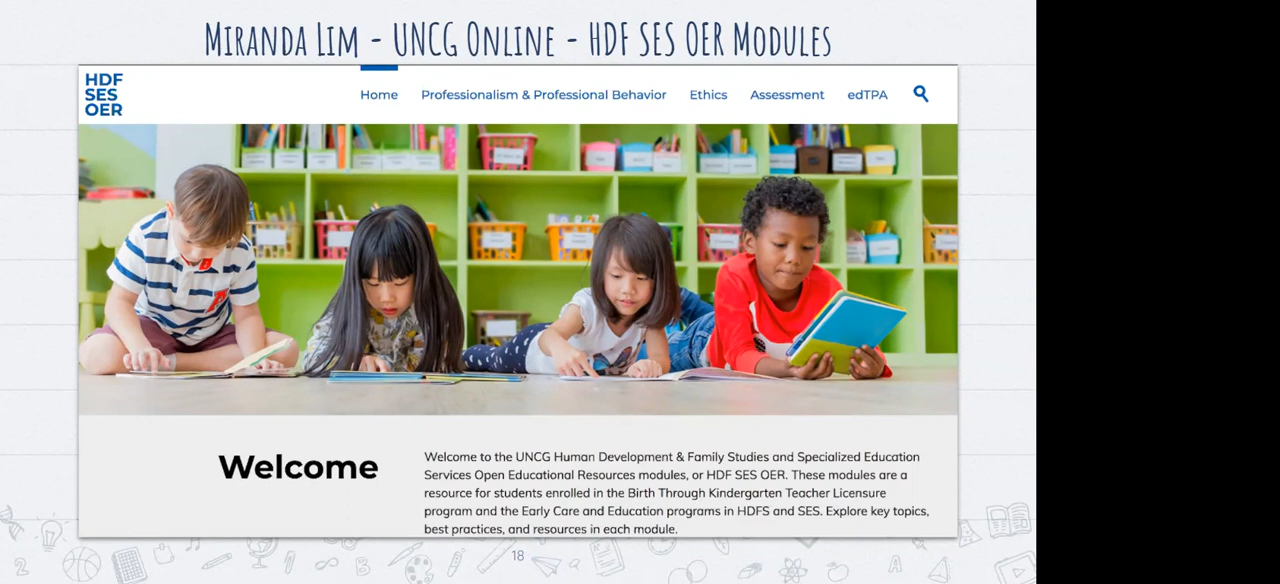 Miranda Lim - UNCG Online - HDF SES OER Modules
HDF
SES
OER
Home Professionalism & Professional Behavior Ethics Assessment edTPA
Welcome
Welcome to the UNCG Human Development & Family Studies and Specialized Education
Services Open Educational Resources modules, or HDF SES OER. These modules are a
resource for students enrolled in the Birth Through Kindergarten Teacher Licensure
program and the Early Care and Education programs in HDFS and SES. Explore key topics,
best practices, and resources in each module.
18